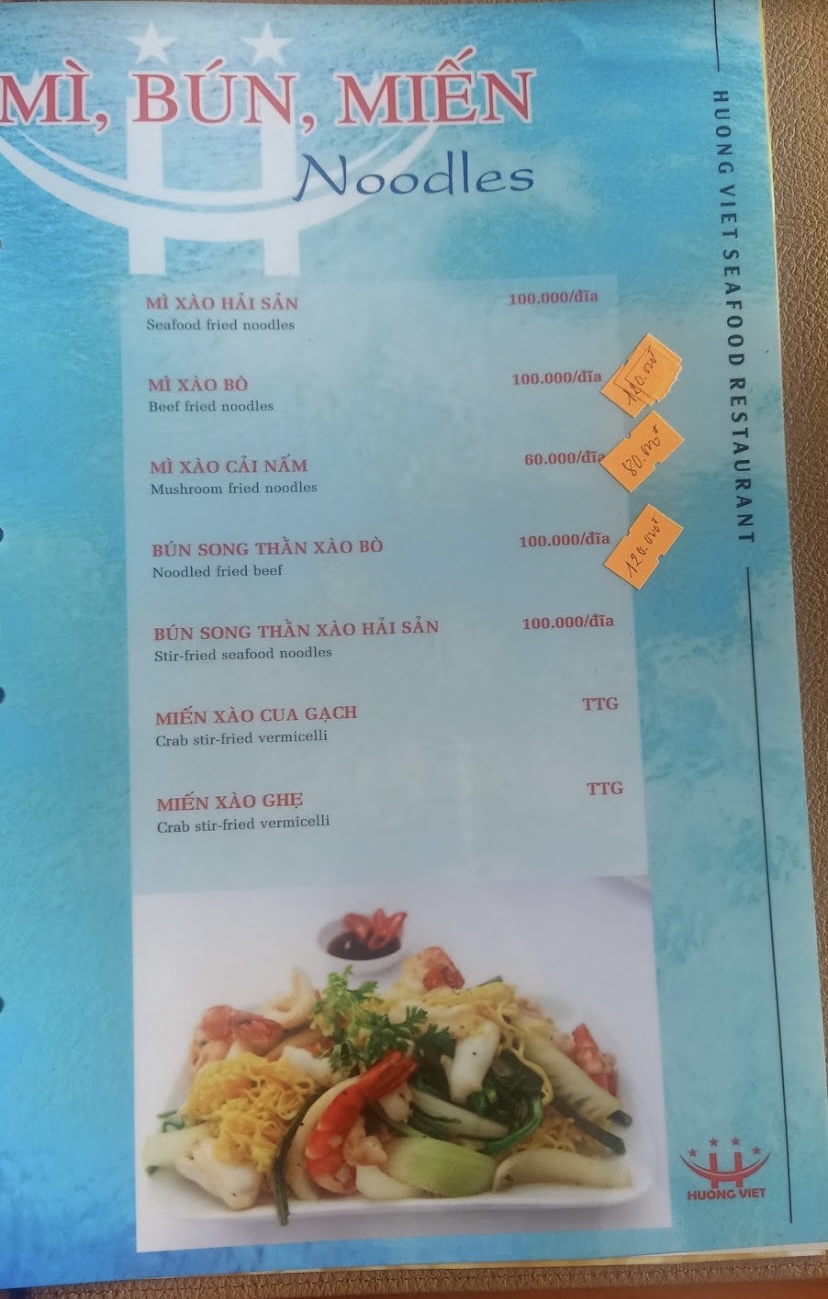 MÌ, BÚN, MIẾN
Noodles
MÌ XÀO HẢI SẢN 100.000/đĩa
Seafood fried noodles
MÌ XÀO BÒ 100.000/đĩa
120.000đ
Beef fried noodles
MÌ XÀO CẢI NẤM 60.000/đĩa
80.000đ
Mushroom fried noodles
BÚN SONG THẰN XÀO BÒ 100.000/đĩa
120.000đ
Noodled fried beef
BÚN SONG THẰN XÀO HẢI SẢN 100.000/đĩa
Stir-fried seafood noodles
MIẾN XÀO CUA GẠCH TTG
Crab stir-fried vermicelli
MIẾN XÀO GHẸ TTG
Crab stir-fried vermicelli
HUONG VIET SEAFOOD RESTAURANT
HUONG VIET